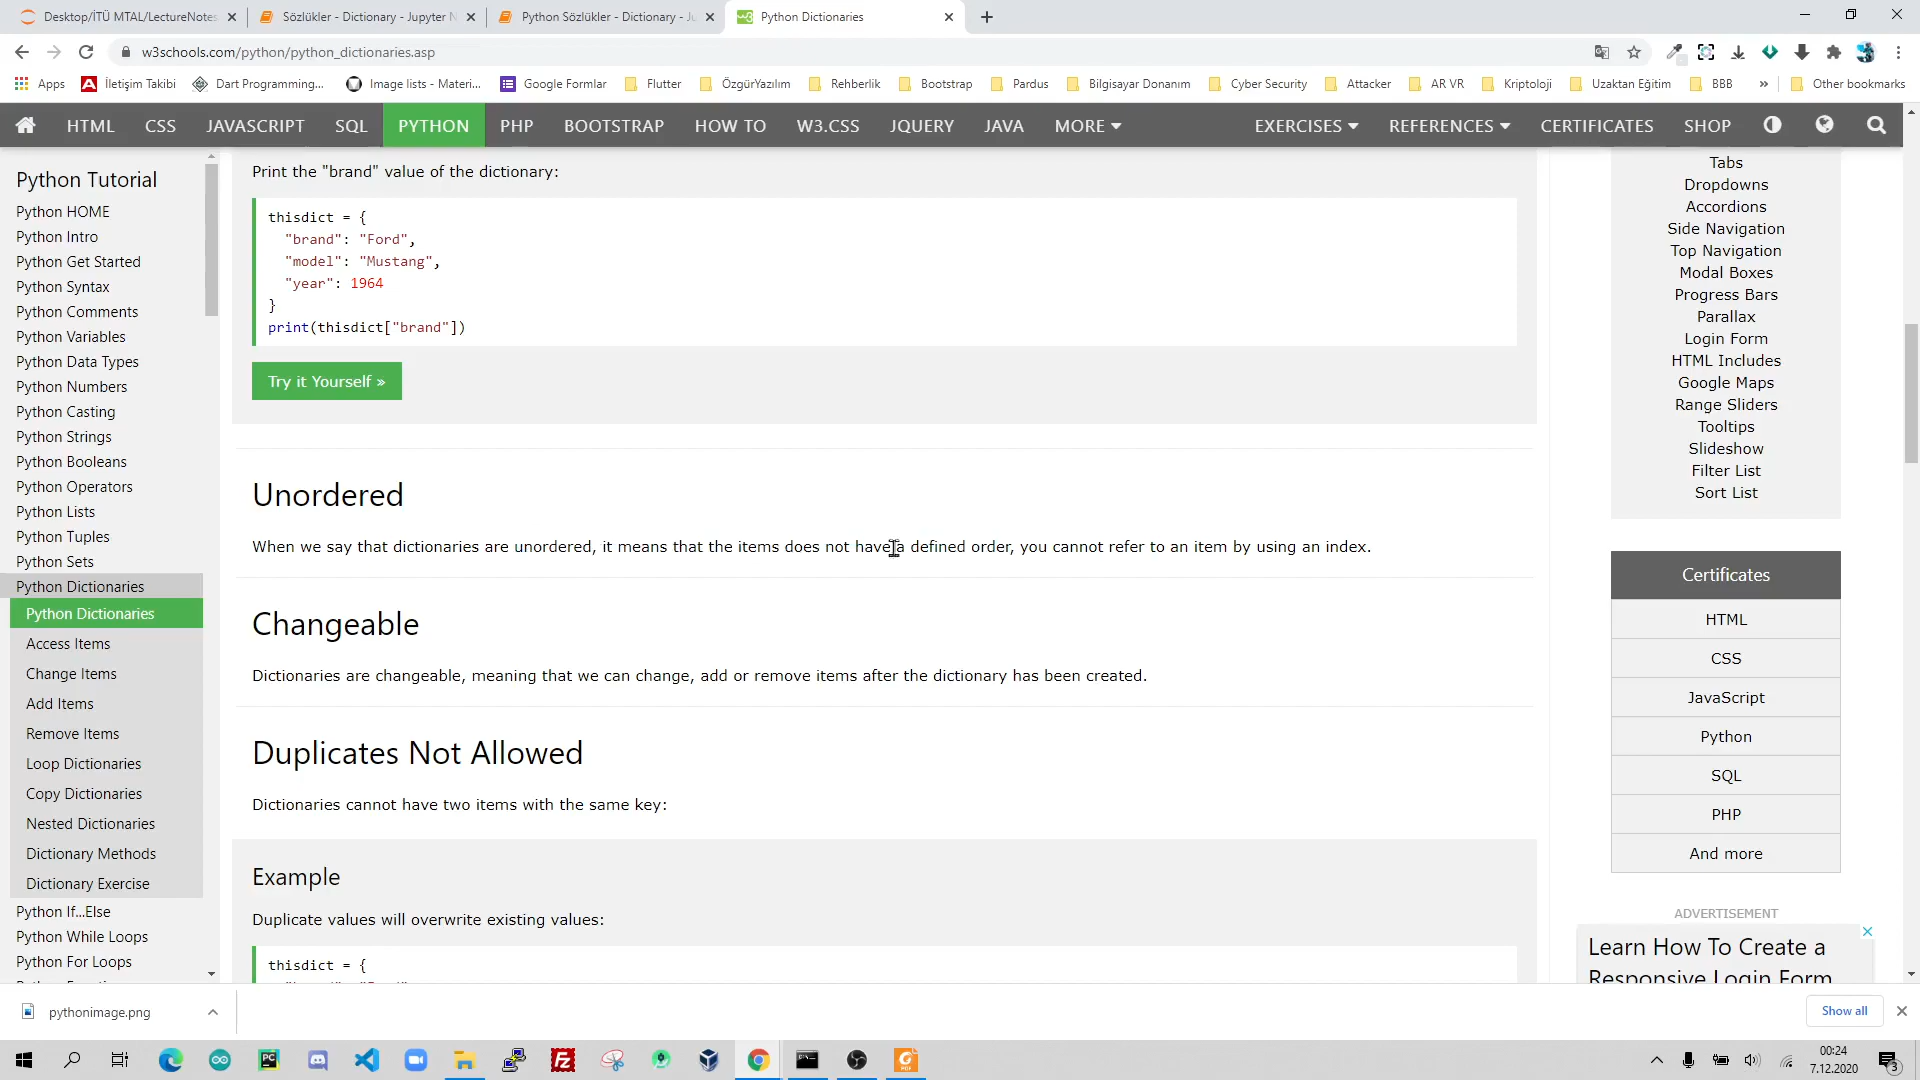 Desktop/İTÜ MTAL/LectureNotes
Sözlükler - Dictionary - Jupyter N
Python Sözlükler - Dictionary - Ju
Python Dictionaries
w3schools.com/python/python_dictionaries.asp
Apps
İletişim Takibi
Dart Programming...
Image lists - Materi...
Google Formlar
Flutter
ÖzgürYazılım
Rehberlik
Bootstrap
Pardus
Bilgisayar Donanım
Cyber Security
Attacker
AR VR
Kriptoloji
Uzaktan Eğitim
BBB
»
Other bookmarks
HTML
CSS
JAVASCRIPT
SQL
PYTHON
PHP
BOOTSTRAP
HOW TO
W3.CSS
JQUERY
JAVA
MORE
EXERCISES
REFERENCES
CERTIFICATES
SHOP
Python Tutorial
Python HOME
Python Intro
Python Get Started
Python Syntax
Python Comments
Python Variables
Python Data Types
Python Numbers
Python Casting
Python Strings
Python Booleans
Python Operators
Python Lists
Python Tuples
Python Sets
Python Dictionaries
Python Dictionaries
Access Items
Change Items
Add Items
Remove Items
Loop Dictionaries
Copy Dictionaries
Nested Dictionaries
Dictionary Methods
Dictionary Exercise
Python If...Else
Python While Loops
Python For Loops
Print the "brand" value of the dictionary:
thisdict = {
"brand": "Ford",
"model": "Mustang",
"year": 1964
}
print(thisdict["brand"])
Try it Yourself »
Unordered
When we say that dictionaries are unordered, it means that the items does not have a defined order, you cannot refer to an item by using an index.
Changeable
Dictionaries are changeable, meaning that we can change, add or remove items after the dictionary has been created.
Duplicates Not Allowed
Dictionaries cannot have two items with the same key:
Example
Duplicate values will overwrite existing values:
thisdict = {
Tabs
Dropdowns
Accordions
Side Navigation
Top Navigation
Modal Boxes
Progress Bars
Parallax
Login Form
HTML Includes
Google Maps
Range Sliders
Tooltips
Slideshow
Filter List
Sort List
Certificates
HTML
CSS
JavaScript
Python
SQL
PHP
And more
ADVERTISEMENT
Learn How To Create a
Responsive Login Form
pythonimage.png
Show all
00:24
7.12.2020
3